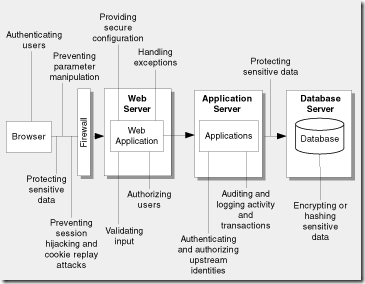 Providing
secure
configuration
Authenticating
users
Preventing
parameter
manipulation
Handling
exceptions
Protecting
sensitive data
Web
Server
Application
Server
Database
Server
Browser
Firewall
Web
Application
Applications
Database
Protecting
sensitive
data
Authorizing
users
Auditing and
logging activity
and
transactions
Encrypting or
hashing
sensitive
data
Preventing
session
hijacking and
cookie replay
attacks
Validating
input
Authenticating
and authorizing
upstream
identities